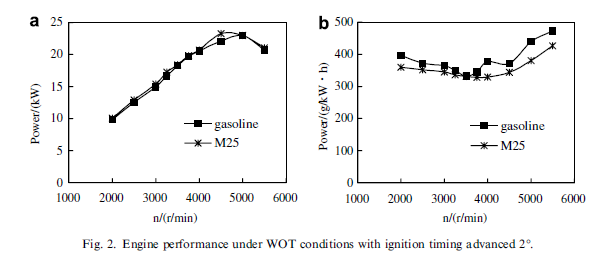 a
25
20
15
10
5
0
Power/(kW)
gasoline
M25
1000 2000 3000 4000 5000 6000
n/(r/min)
b
500
400
300
200
100
0
Power/(g/kW · h)
gasoline
M25
1000 2000 3000 4000 5000 6000
n/(r/min)
Fig. 2. Engine performance under WOT conditions with ignition timing advanced 2°.